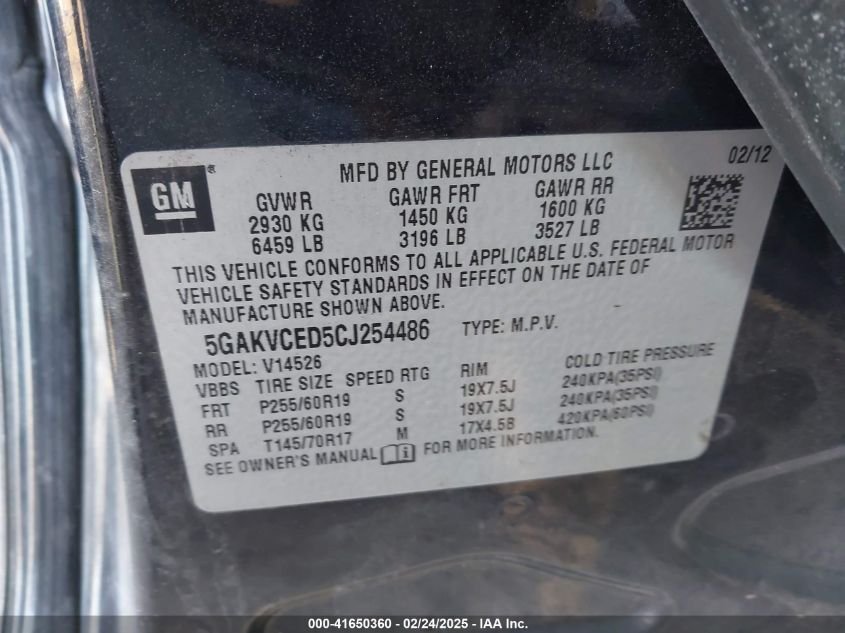 GM
MFD BY GENERAL MOTORS LLC
02/12
GVWR GAWR FRT GAWR RR
2930 KG 1450 KG 1600 KG
6459 LB 3196 LB 3527 LB
THIS VEHICLE CONFORMS TO ALL APPLICABLE U.S. FEDERAL MOTOR
VEHICLE SAFETY STANDARDS IN EFFECT ON THE DATE OF
MANUFACTURE SHOWN ABOVE.
5GAKVCED5CJ254486 TYPE: M.P.V.
MODEL: V14526
VBBS TIRE SIZE SPEED RTG RIM COLD TIRE PRESSURE
FRT P255/60R19 S 19X7.5J 240KPA(35PSI)
RR P255/60R19 S 19X7.5J 240KPA(35PSI)
SPA T145/70R17 M 17X4.5B 420KPA(60PSI)
SEE OWNER'S MANUAL i FOR MORE INFORMATION.
000-41650360 - 02/24/2025 - IAA Inc.